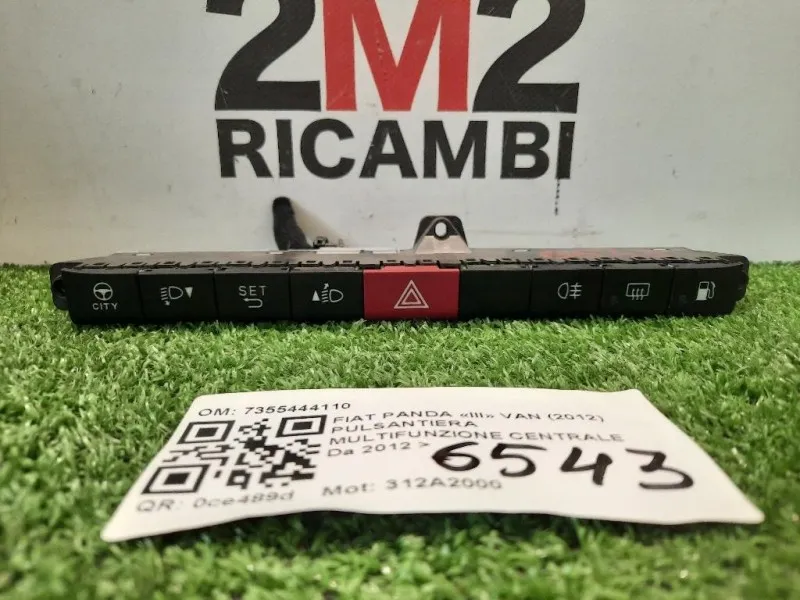 2M2
RICAMBI
CITY
SET
OM: 7355444110
FIAT PANDA «III» VAN (2012)
PULSANTIERA
MULTIFUNZIONE CENTRALE
Da 2012 >
6543
QR: 0ce489d
Mot: 312A2000